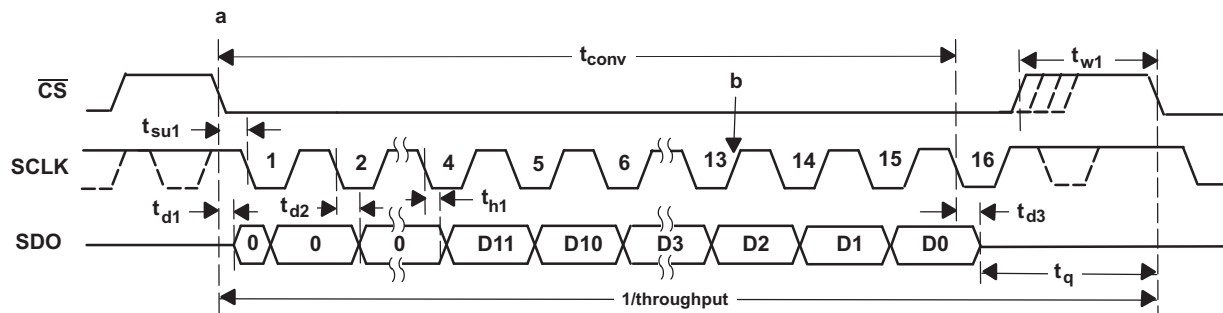 a
t_conv
t_w1
CS
b
t_su1
1 2 4 5 6 13 14 15 16
SCLK
t_d1 t_d2 t_h1 t_d3
SDO 0 0 0 D11 D10 D3 D2 D1 D0
t_q
1/throughput